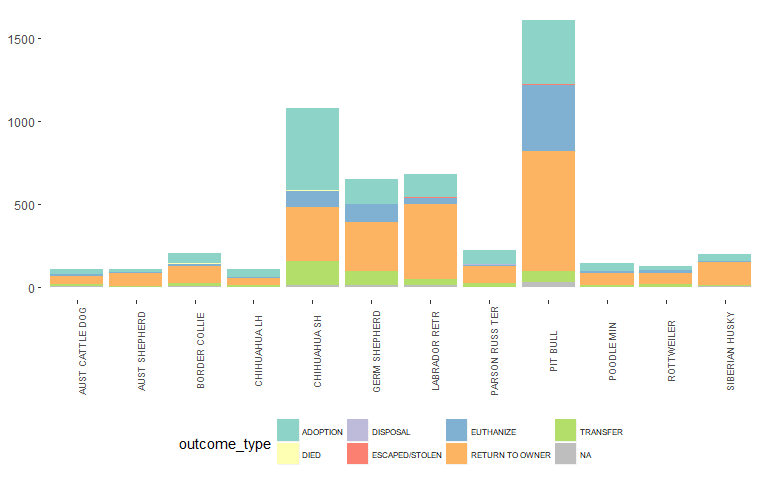 1500
1000
500
0
AUST CATTLE DOG
AUST SHEPHERD
BORDER COLLIE
CHIHUAHUA LH
CHIHUAHUA SH
GERM SHEPHERD
LABRADOR RETR
PARSON RUSS TER
PIT BULL
POODLE MIN
ROTTWEILER
SIBERIAN HUSKY
outcome_type
ADOPTION DISPOSAL EUTHANIZE TRANSFER
DIED ESCAPED/STOLEN RETURN TO OWNER NA